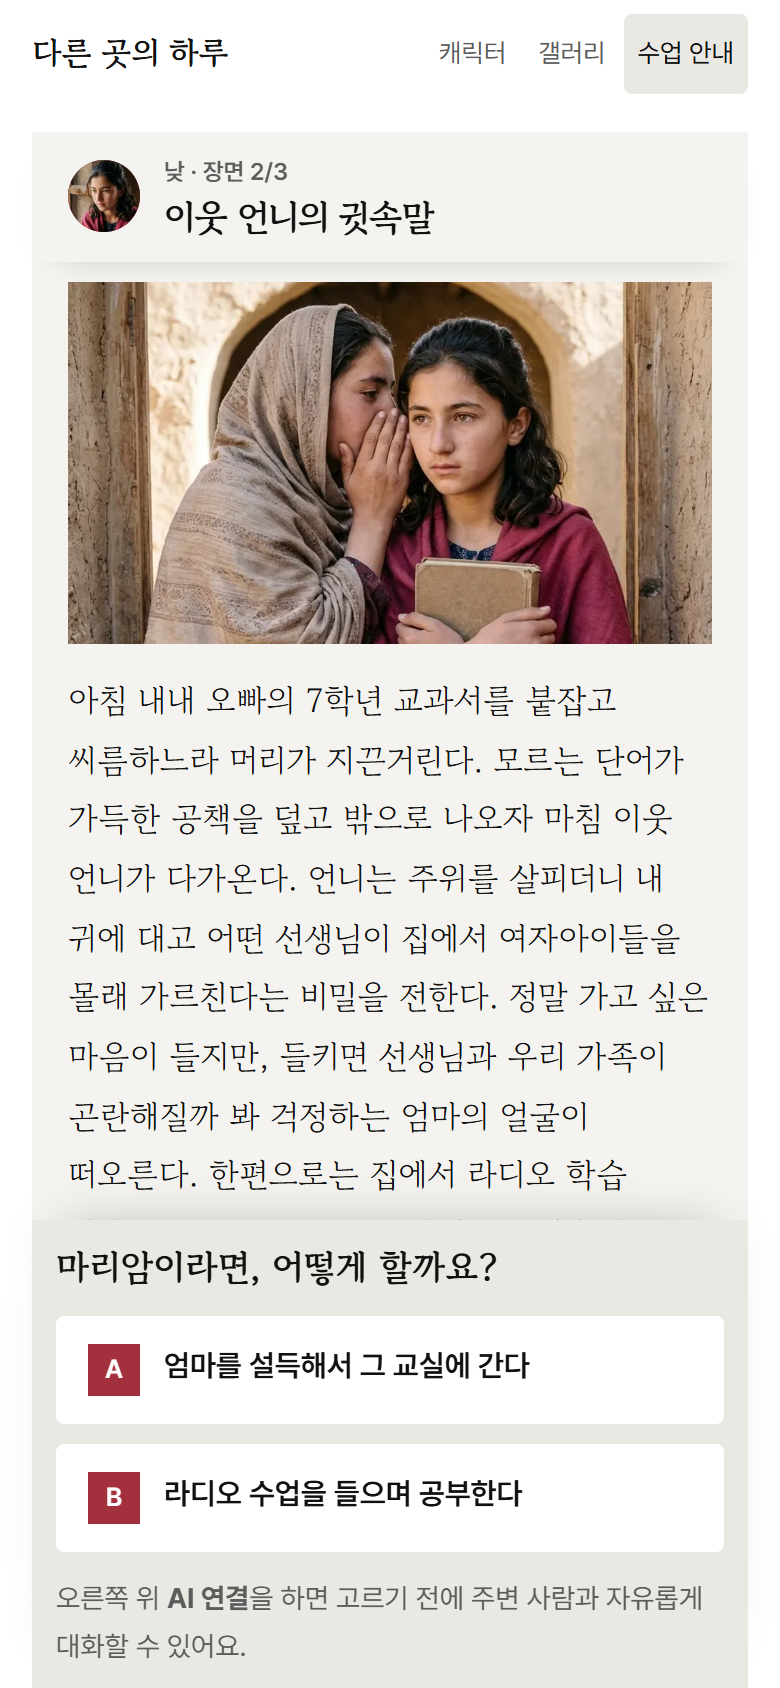 다른 곳의 하루
캐릭터 갤러리 수업 안내
낮 · 장면 2/3
이웃 언니의 귓속말
아침 내내 오빠의 7학년 교과서를 붙잡고
씨름하느라 머리가 지끈거린다. 모르는 단어가
가득한 공책을 덮고 밖으로 나오자 마침 이웃
언니가 다가온다. 언니는 주위를 살피더니 내
귀에 대고 어떤 선생님이 집에서 여자아이들을
몰래 가르친다는 비밀을 전한다. 정말 가고 싶은
마음이 들지만, 들키면 선생님과 우리 가족이
곤란해질까 봐 걱정하는 엄마의 얼굴이
떠오른다. 한편으로는 집에서 라디오 학습
마리암이라면, 어떻게 할까요?
A 엄마를 설득해서 그 교실에 간다
B 라디오 수업을 들으며 공부한다
오른쪽 위 AI 연결을 하면 고르기 전에 주변 사람과 자유롭게
대화할 수 있어요.